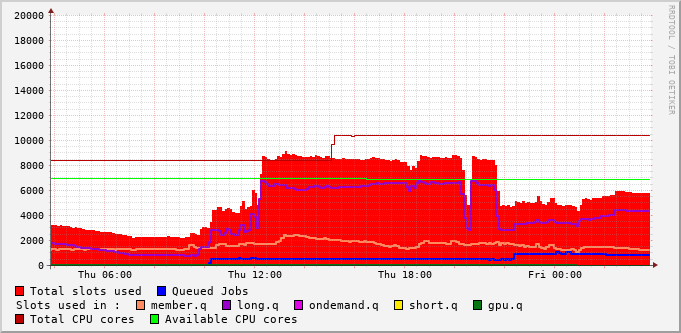 RRDTOOL / TOBI OETIKER
20000
18000
16000
14000
12000
10000
8000
6000
4000
2000
0
Thu 06:00 Thu 12:00 Thu 18:00 Fri 00:00
Total slots used Queued Jobs
Slots used in : member.q long.q ondemand.q short.q gpu.q
Total CPU cores Available CPU cores